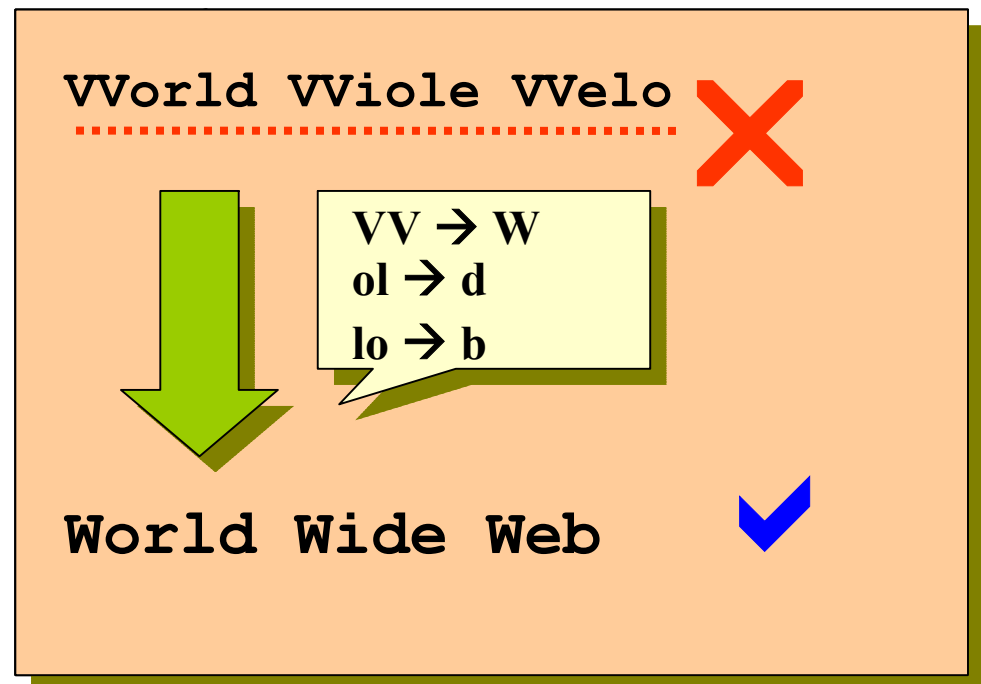 VVorld VViole VVelo
VV → W
ol → d
lo → b
World Wide Web